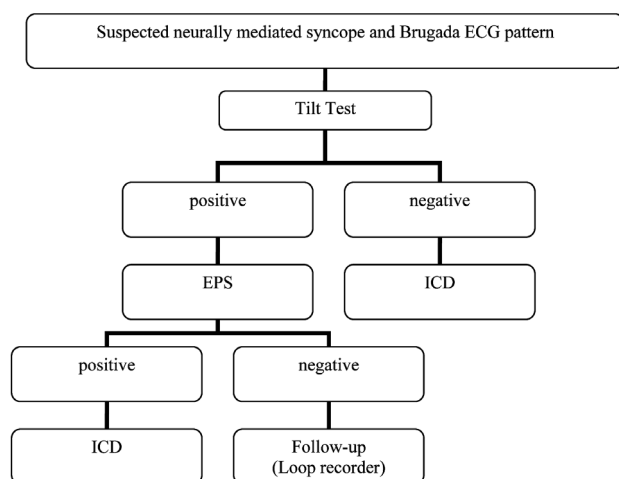 Suspected neurally mediated syncope and Brugada ECG pattern
Tilt Test
positive
negative
EPS
ICD
positive
negative
ICD
Follow-up
(Loop recorder)